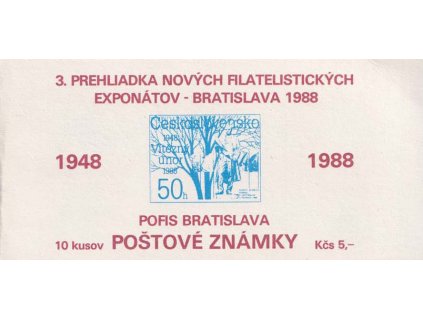 3. PREHLIADKA NOVÝCH FILATELISTICKÝCH
EXPONÁTOV - BRATISLAVA 1988
Československo
1948
Vítězný
únor
1988
50h
1948
1988
POFIS BRATISLAVA
10 kusov POŠTOVÉ ZNÁMKY Kčs 5,–